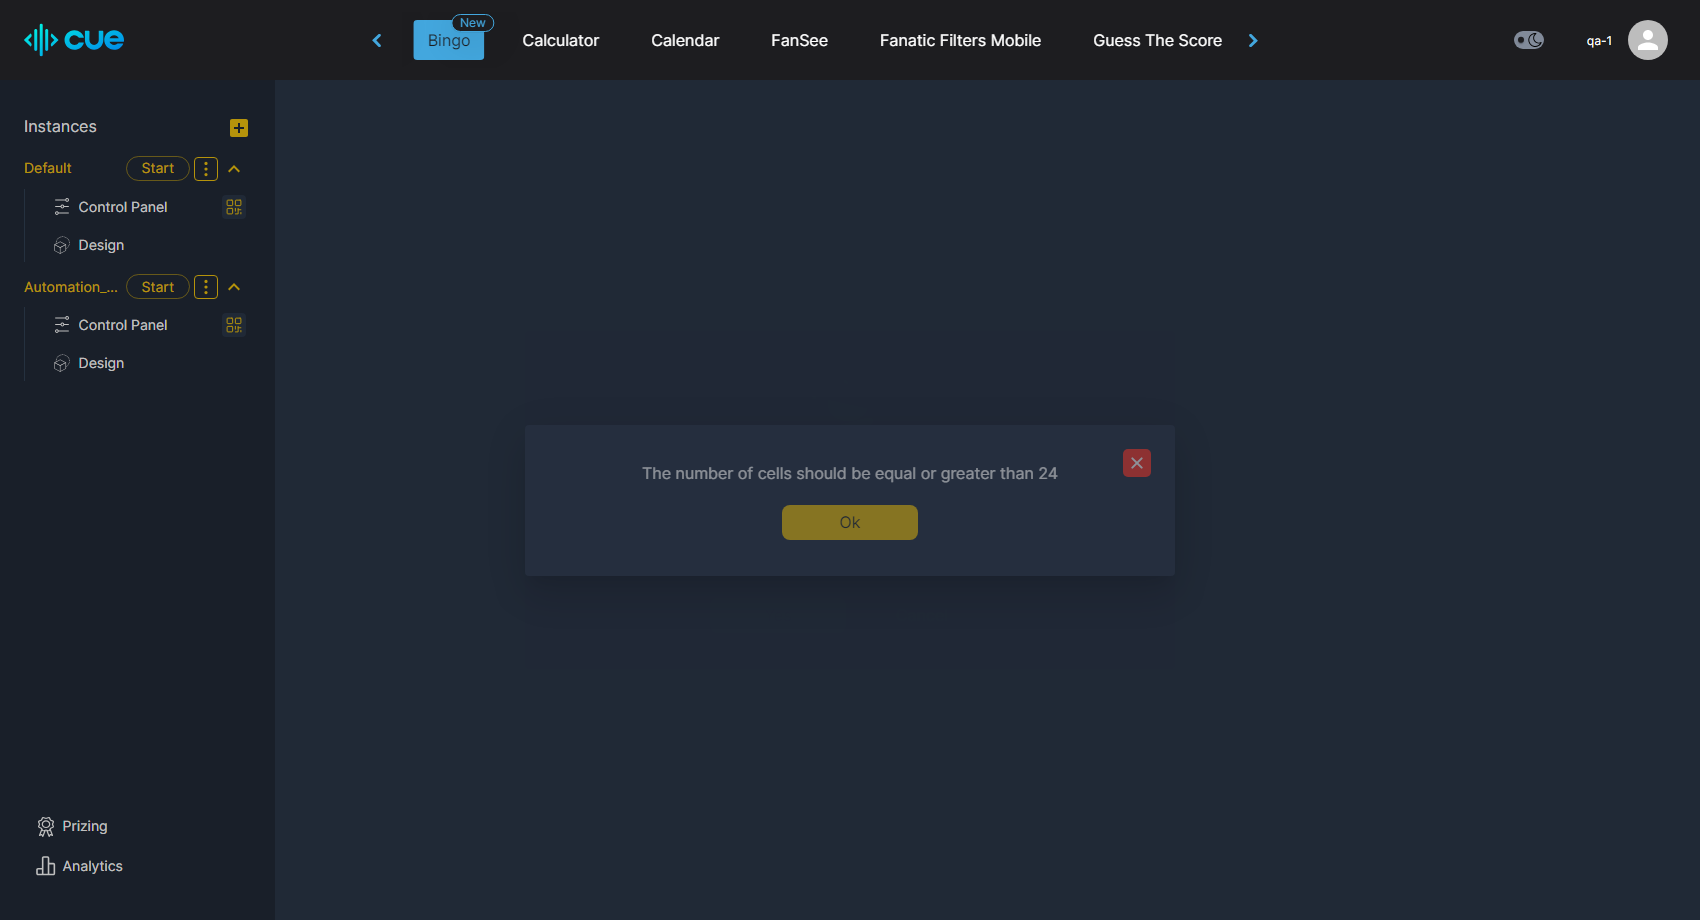 cue
New
Bingo
Calculator
Calendar
FanSee
Fanatic Filters Mobile
Guess The Score
qa-1
Instances
Default
Start
Control Panel
Design
Automation_...
Start
Control Panel
Design
The number of cells should be equal or greater than 24
Ok
Prizing
Analytics